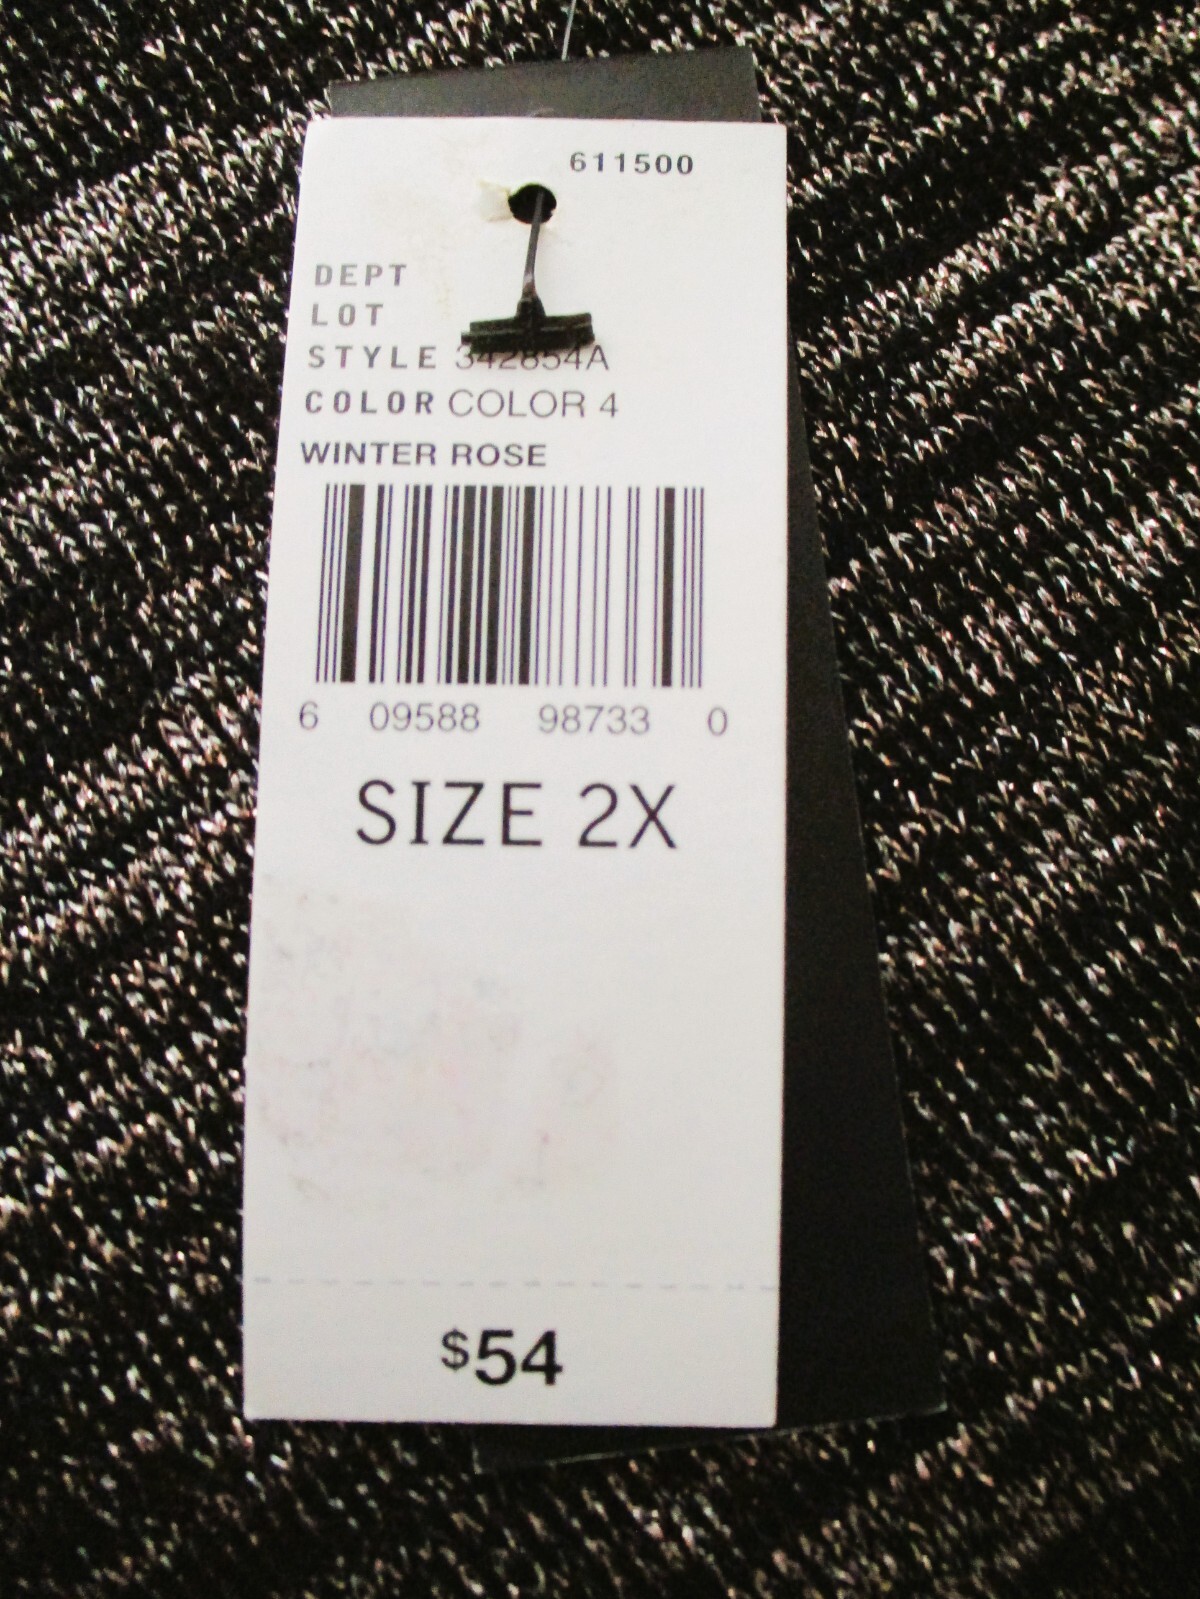 611500
DEPT
LOT
STYLE 342854A
COLOR COLOR 4
WINTER ROSE
6 09588 98733 0
SIZE 2X
$54